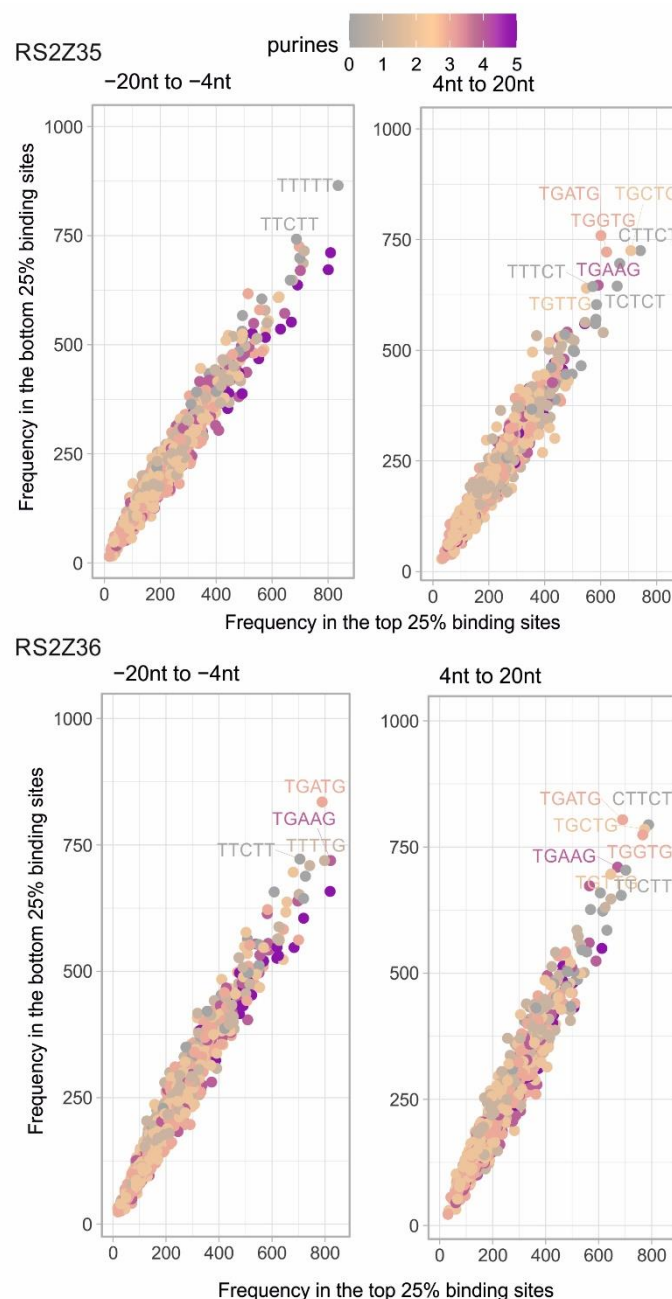 purines
0 1 2 3 4 5
RS2Z35
−20nt to −4nt
4nt to 20nt
Frequency in the bottom 25% binding sites
1000
750
500
250
0
TTTTT
TTCTT
0 200 400 600 800
1000
750
500
250
0
TGATG
TGCTG
TGGTG
CTTCT
TTTCT
TGAAG
TGTTG
TCTCT
0 200 400 600 800
Frequency in the top 25% binding sites
RS2Z36
−20nt to −4nt
4nt to 20nt
Frequency in the bottom 25% binding sites
1000
750
500
250
0
TGATG
TGAAG
TTCTT
TTTTG
0 200 400 600 800
1000
750
500
250
0
TGATG
CTTCT
TGCTG
TGGTG
TGAAG
TTCTT
0 200 400 600 800
Frequency in the top 25% binding sites